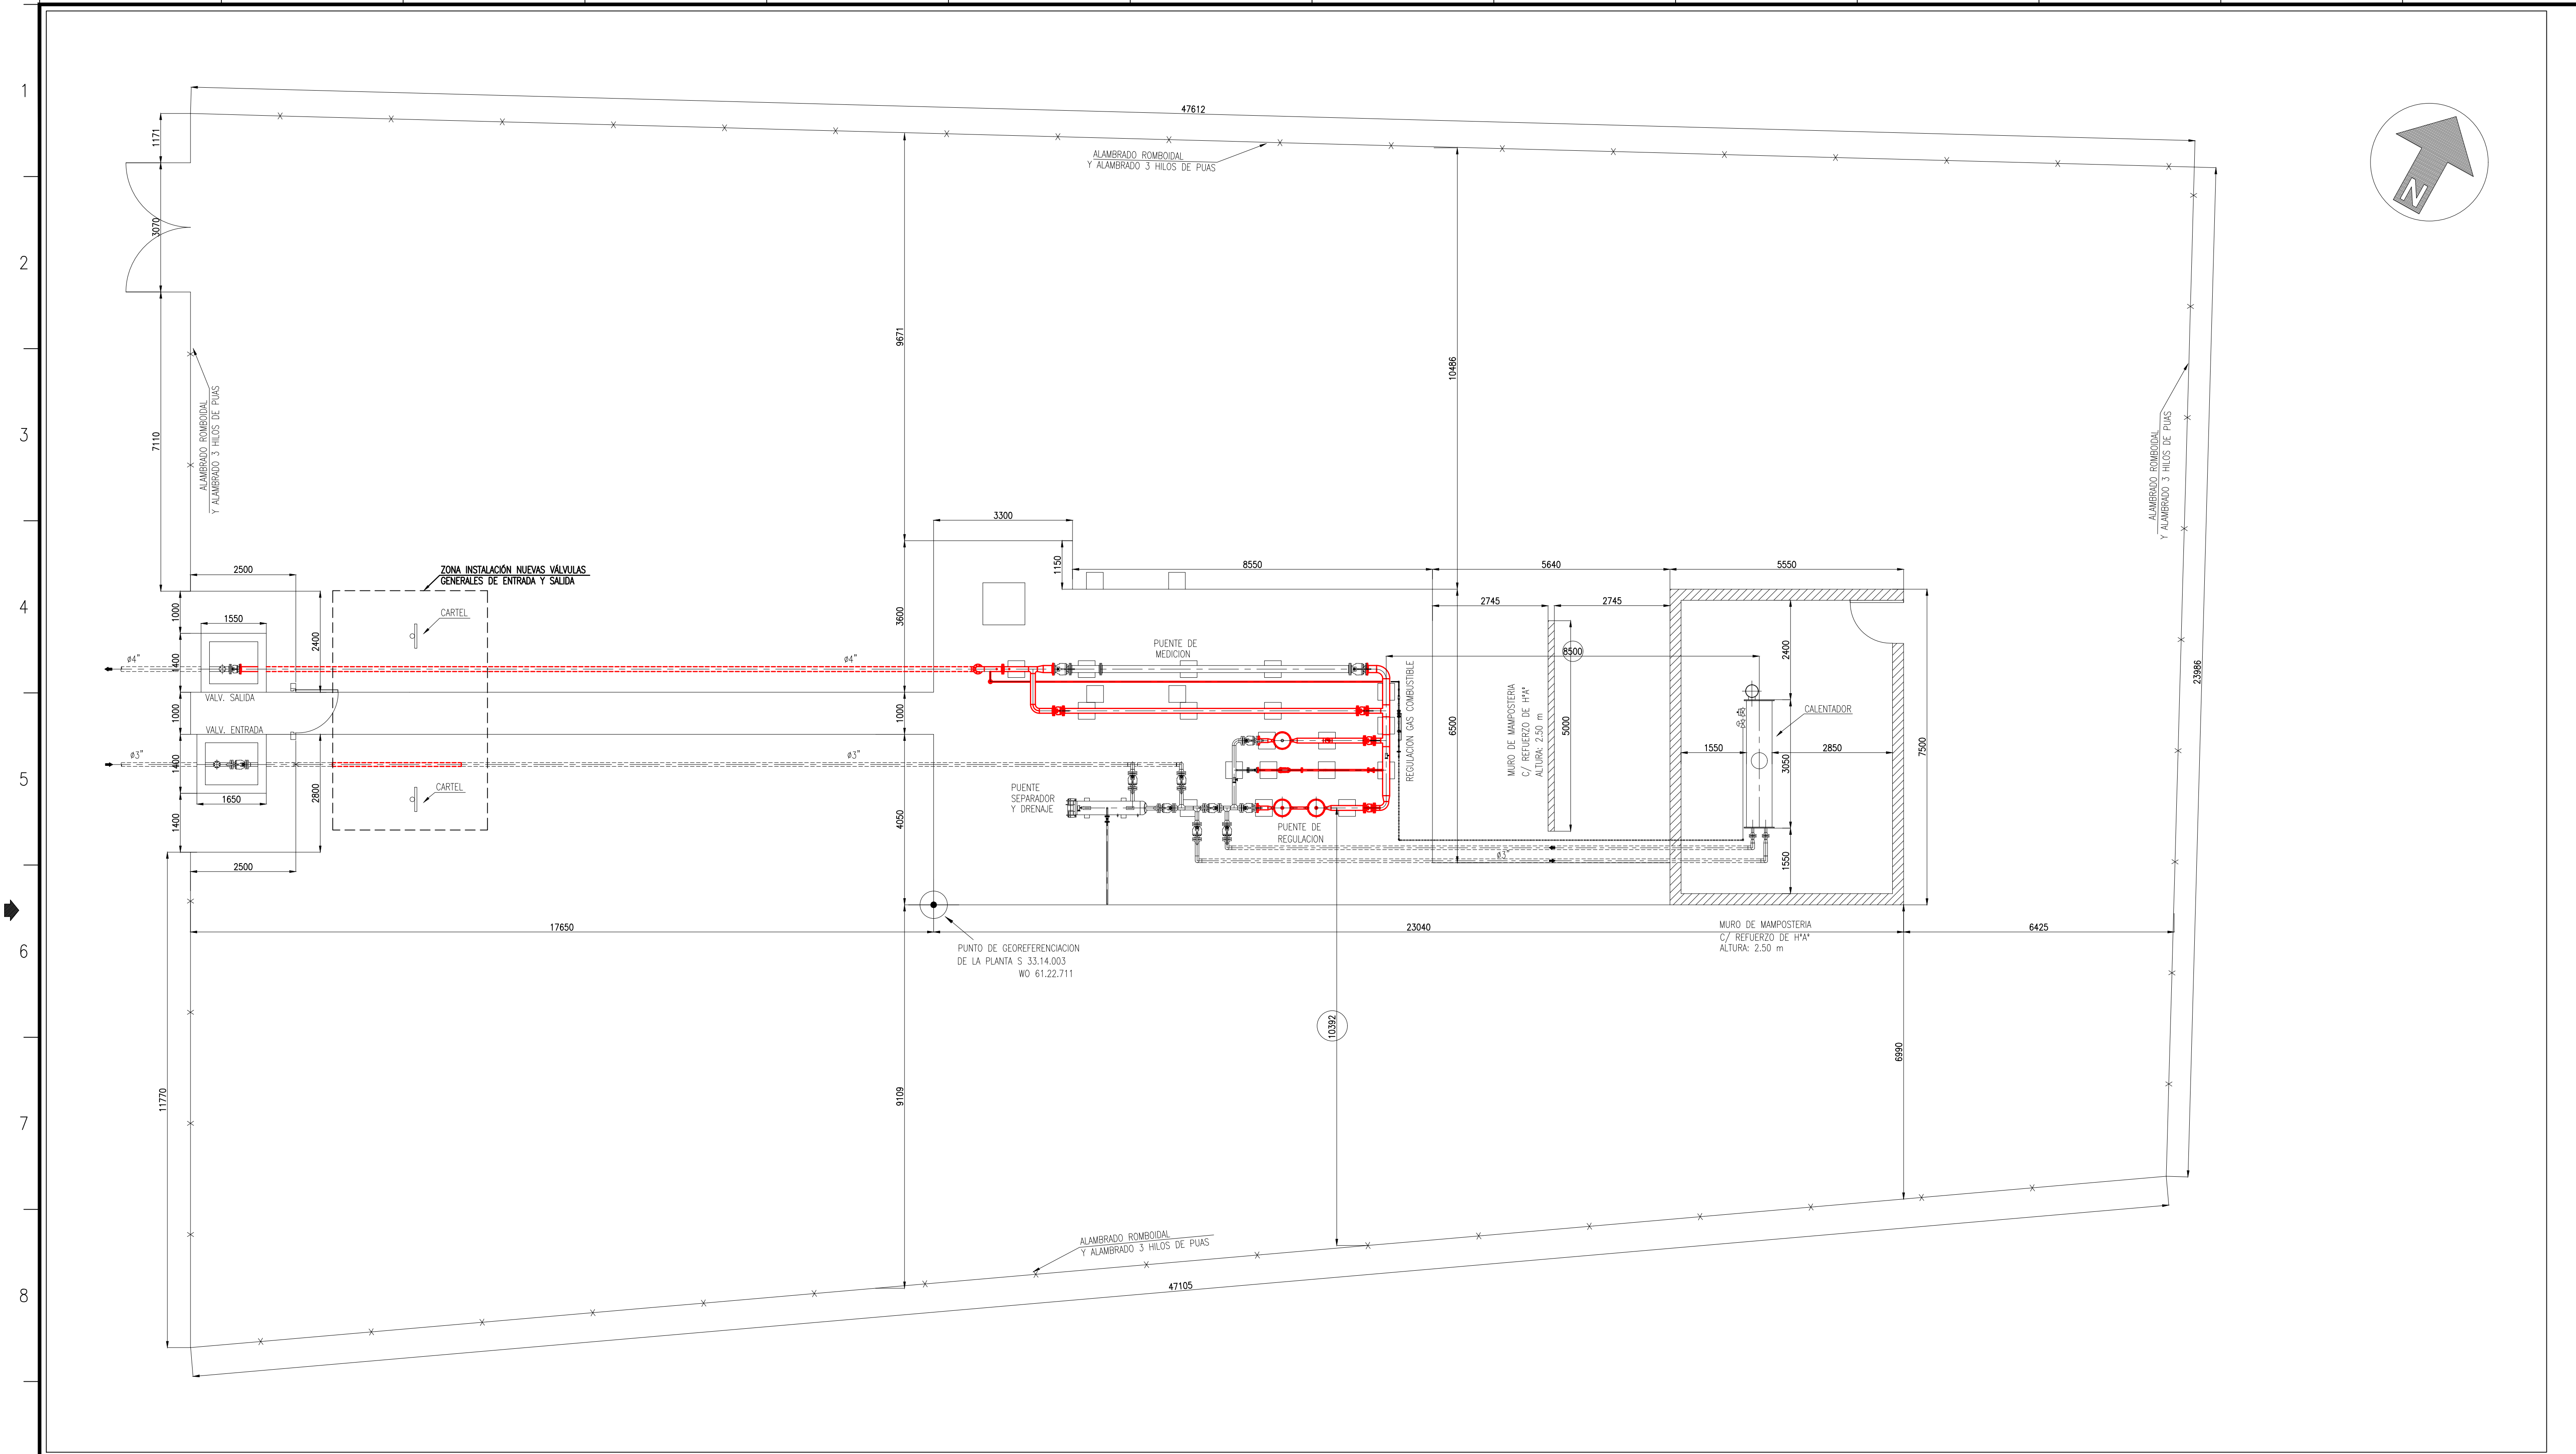 1
2
3
4
5
6
7
8
47612
1171
3070
7110
ALAMBRADO ROMBOIDAL
Y ALAMBRADO 3 HILOS DE PUAS
N
ALAMBRADO ROMBOIDAL
Y ALAMBRADO 3 HILOS DE PUAS
9671
10486
ALAMBRADO ROMBOIDAL
Y ALAMBRADO 3 HILOS DE PUAS
23986
3300
1150
8550
5640
5550
2745
2745
2500
ZONA INSTALACIÓN NUEVAS VÁLVULAS
GENERALES DE ENTRADA Y SALIDA
1000
1550
2400
CARTEL
3600
ø4"
1400
ø4"
VALV. SALIDA
1000
VALV. ENTRADA
1000
ø3"
1400
ø3"
1650
2800
CARTEL
1400
2500
4050
PUENTE DE
MEDICION
PUENTE
SEPARADOR
Y DRENAJE
PUENTE DE
REGULACION
REGULACION GAS COMBUSTIBLE
6500
MURO DE MAMPOSTERIA
C/ REFUERZO DE HºAº
ALTURA: 2.50 m
5000
8500
2400
CALENTADOR
1550
2850
3050
7500
1550
ø3"
11770
17650
23040
6425
PUNTO DE GEOREFERENCIACION
DE LA PLANTA S 33.14.003
WO 61.22.711
MURO DE MAMPOSTERIA
C/ REFUERZO DE HºAº
ALTURA: 2.50 m
10392
9109
6990
ALAMBRADO ROMBOIDAL
Y ALAMBRADO 3 HILOS DE PUAS
47105